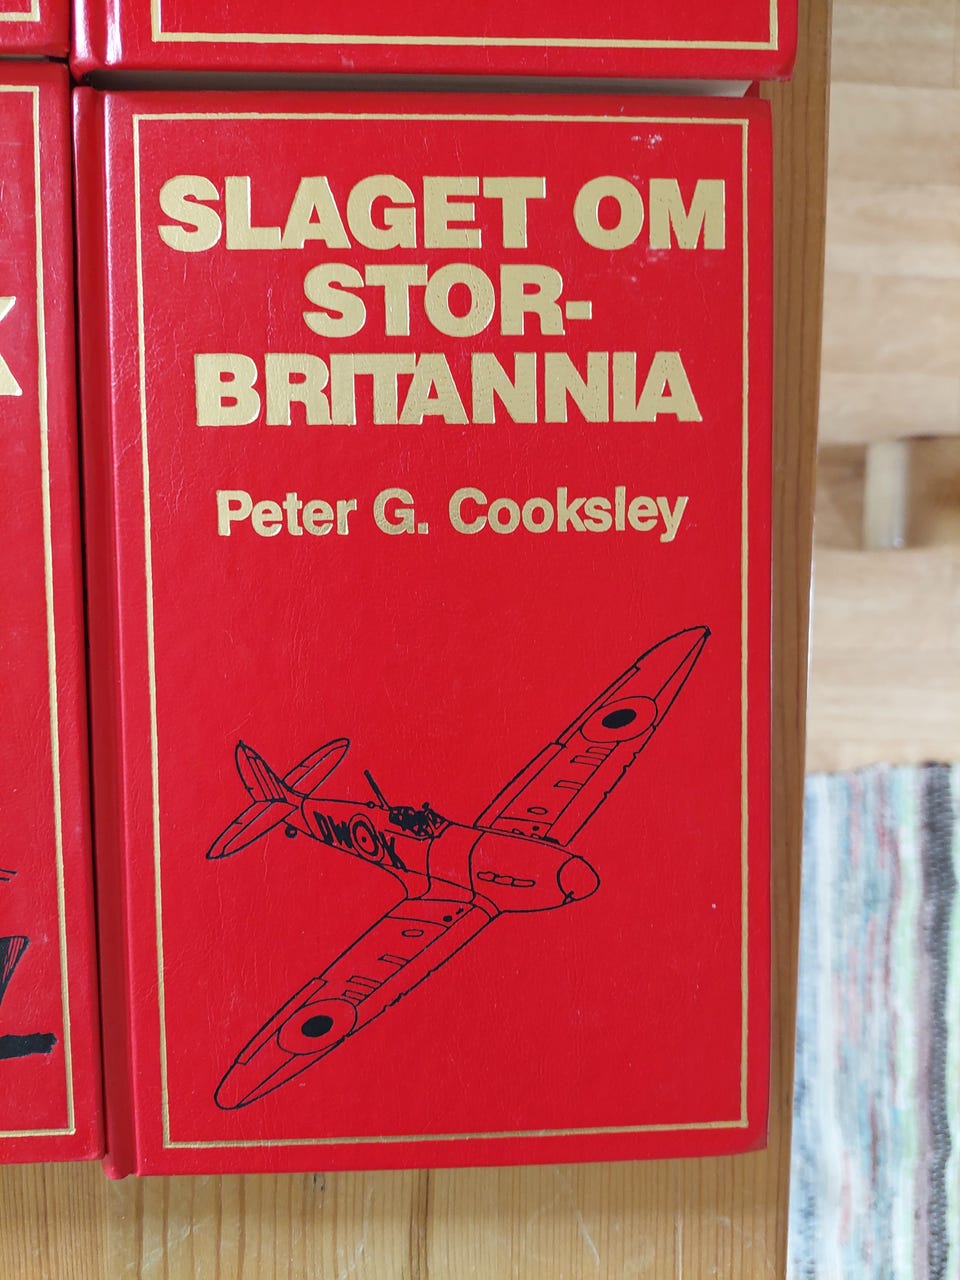 SLAGET OM
STOR-
BRITANNIA
Peter G. Cooksley
DW K